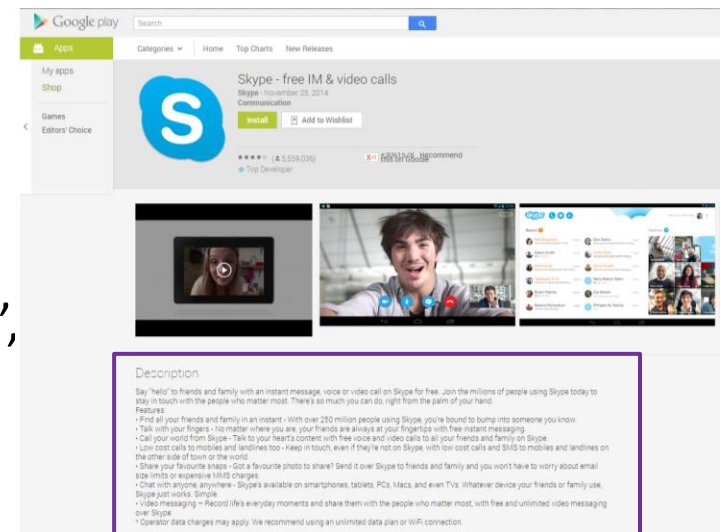 Google play
Search
Apps
Categories
Home
Top Charts
New Releases
My apps
Shop
Games
Editors' Choice
S
Skype - free IM & video calls
Skype - November 23, 2014
Communication
Install
Add to Wishlist
(5,559,036)
Top Developer
Recommend
this on Google
Description
Say "hello" to friends and family with an instant message, voice or video call on Skype for free. Join the millions of people using Skype today to
stay in touch with the people who matter most. There's so much you can do, right from the palm of your hand.
Features:
• Find all your friends and family in an instant - With over 250 million people using Skype, you're bound to bump into someone you know.
• Talk with your fingers - No matter where you are, your friends are always at your fingertips with free instant messaging.
• Call your world from Skype - Talk to your heart's content with free voice and video calls to all your friends and family on Skype.
• Low cost calls to mobiles and landlines too - Keep in touch, even if they're not on Skype, with low cost calls and SMS to mobiles and landlines on
the other side of town or the world.
• Share your favourite snaps - Got a favourite photo to share? Send it over Skype to friends and family and you won't have to worry about email
size limits or expensive MMS charges.
• Chat with anyone, anywhere - Skype's available on smartphones, tablets, PCs, Macs, and even TVs. Whatever device your friends or family use,
Skype just works. Simple.
• Video messaging – Record life's everyday moments and share them with the people who matter most, with free and unlimited video messaging
over Skype.
* Operator data charges may apply. We recommend using an unlimited data plan or WiFi connection.